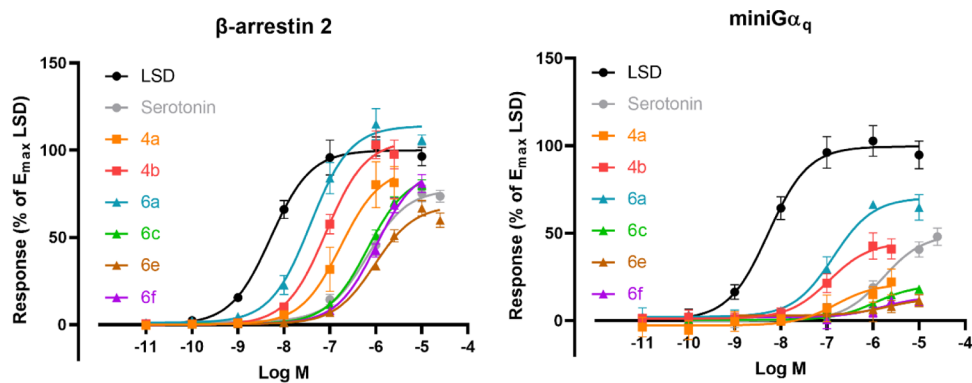 β-arrestin 2
Response (% of Emax LSD)
150
100
50
0
LSD
Serotonin
4a
4b
6a
6c
6e
6f
-11 -10 -9 -8 -7 -6 -5 -4
Log M
miniGαq
Response (% of Emax LSD)
150
100
50
0
LSD
Serotonin
4a
4b
6a
6c
6e
6f
-11 -10 -9 -8 -7 -6 -5 -4
Log M